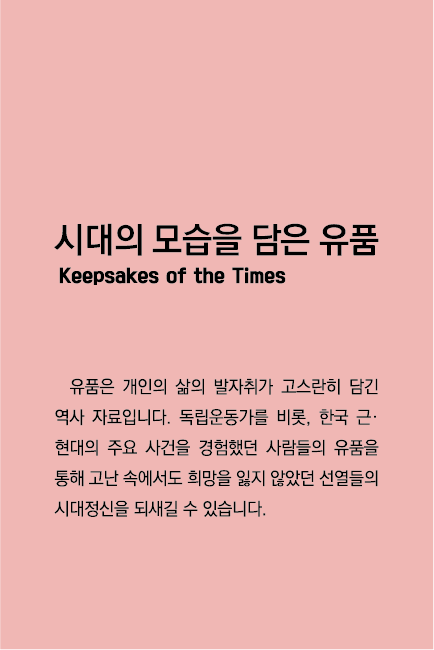 시대의 모습을 담은 유품
Keepsakes of the Times
유품은 개인의 삶의 발자취가 고스란히 담긴
역사 자료입니다. 독립운동가를 비롯, 한국 근·
현대의 주요 사건을 경험했던 사람들의 유품을
통해 고난 속에서도 희망을 잃지 않았던 선열들의
시대정신을 되새길 수 있습니다.